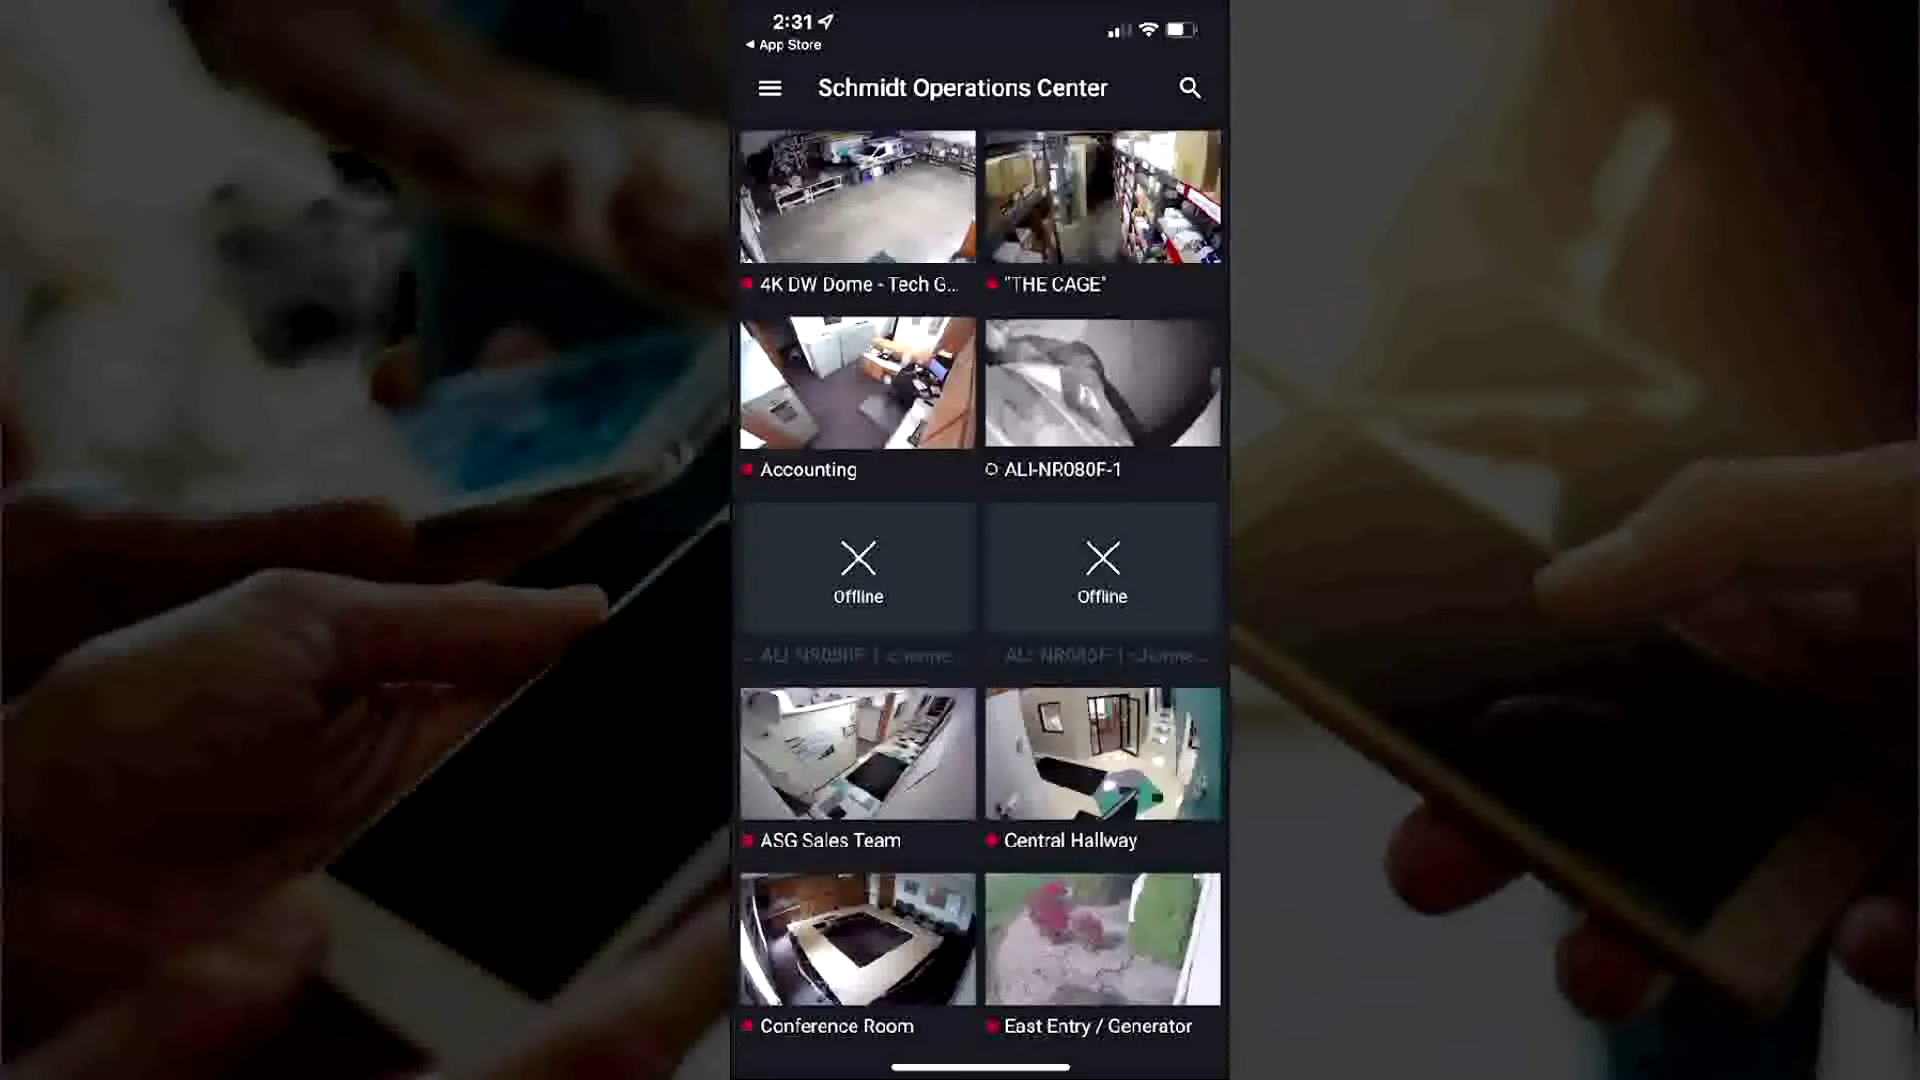 2:31
App Store
Schmidt Operations Center
4K DW Dome - Tech G...
"THE CAGE"
Accounting
ALI-NR080F-1
Offline
Offline
ASG Sales Team
Central Hallway
Conference Room
East Entry / Generator